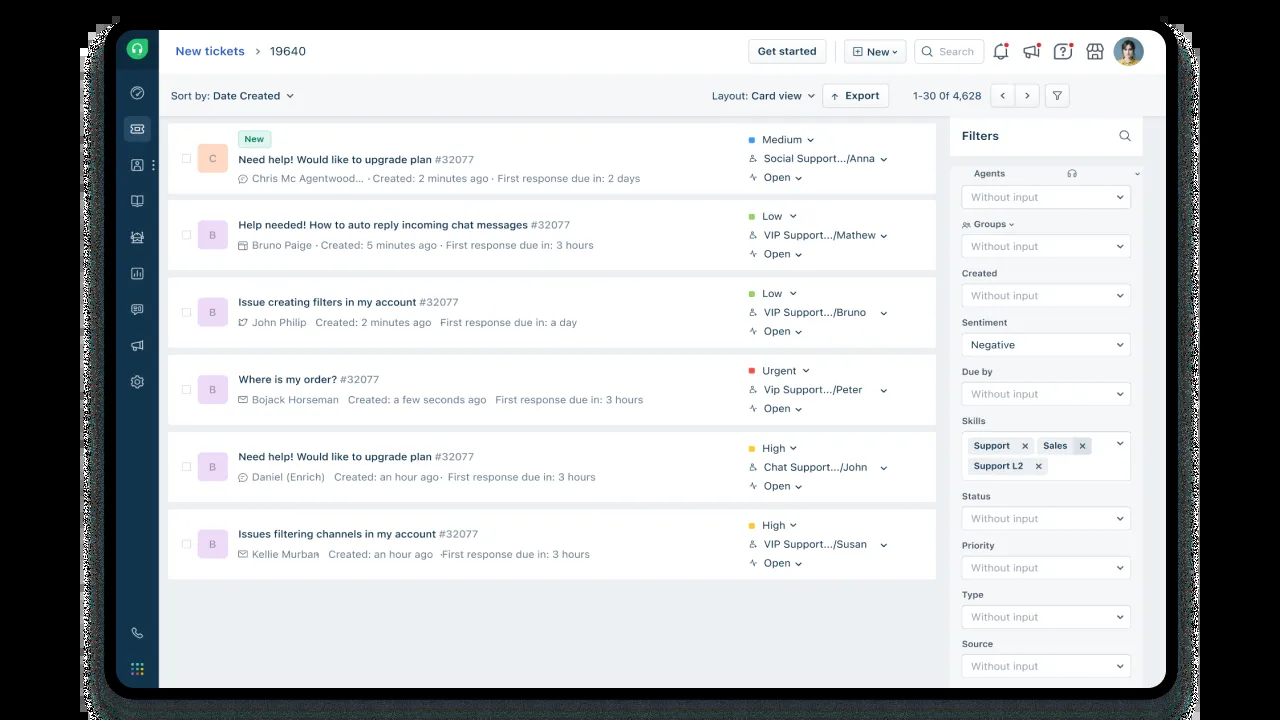 New tickets > 19640
Get started
New
Search
Sort by: Date Created
Layout: Card view
Export
1-30 Of 4,628
New
C
Need help! Would like to upgrade plan #32077
Chris Mc Agentwood... · Created: 2 minutes ago · First response due in: 2 days
Medium
Social Support.../Anna
Open
B
Help needed! How to auto reply incoming chat messages #32077
Bruno Paige · Created: 5 minutes ago · First response due in: 3 hours
Low
VIP Support.../Mathew
Open
B
Issue creating filters in my account #32077
John Philip Created: 2 minutes ago First response due in: a day
Low
VIP Support.../Bruno
Open
B
Where is my order? #32077
Bojack Horseman Created: a few seconds ago First response due in: 3 hours
Urgent
Vip Support.../Peter
Open
B
Need help! Would like to upgrade plan #32077
Daniel (Enrich) Created: an hour ago · First response due in: 3 hours
High
Chat Support.../John
Open
B
Issues filtering channels in my account #32077
Kellie Murban Created: an hour ago ·First response due in: 3 hours
High
VIP Support.../Susan
Open
Filters
Agents
Without input
Groups
Without input
Created
Without input
Sentiment
Negative
Due by
Without input
Skills
Support x Sales x
Support L2 x
Status
Without input
Priority
Without input
Type
Without input
Source
Without input